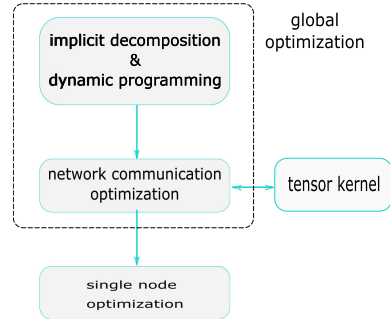 global
optimization
implicit decomposition
&
dynamic programming
network communication
optimization
tensor kernel
single node
optimization